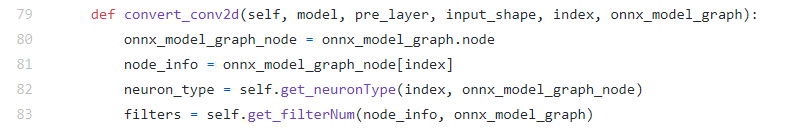 79 def convert_conv2d(self, model, pre_layer, input_shape, index, onnx_model_graph):
80 onnx_model_graph_node = onnx_model_graph.node
81 node_info = onnx_model_graph_node[index]
82 neuron_type = self.get_neuronType(index, onnx_model_graph_node)
83 filters = self.get_filterNum(node_info, onnx_model_graph)